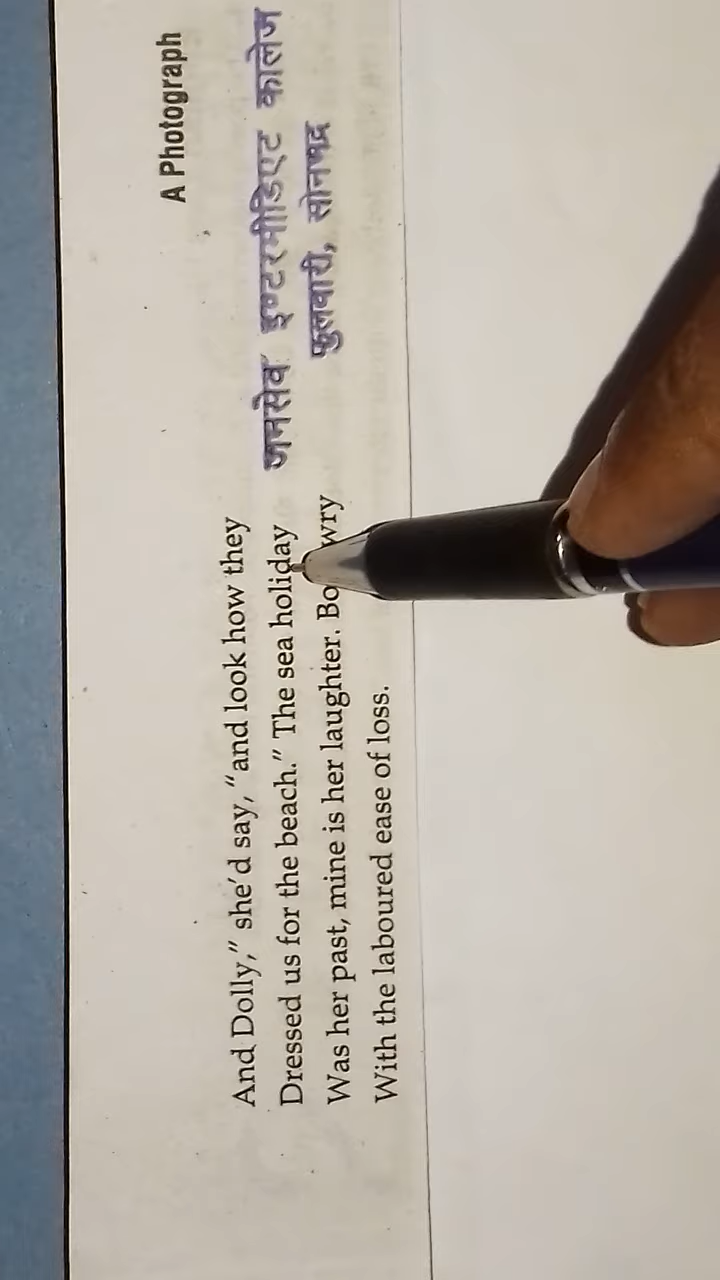 A Photograph
जनसेवा इण्टरमीडिएट कालेज
फुलवारी, सोनभद्र
And Dolly,” she’d say, “and look how they
Dressed us for the beach.” The sea holiday
Was her past, mine is her laughter. wry
With the laboured ease of loss.